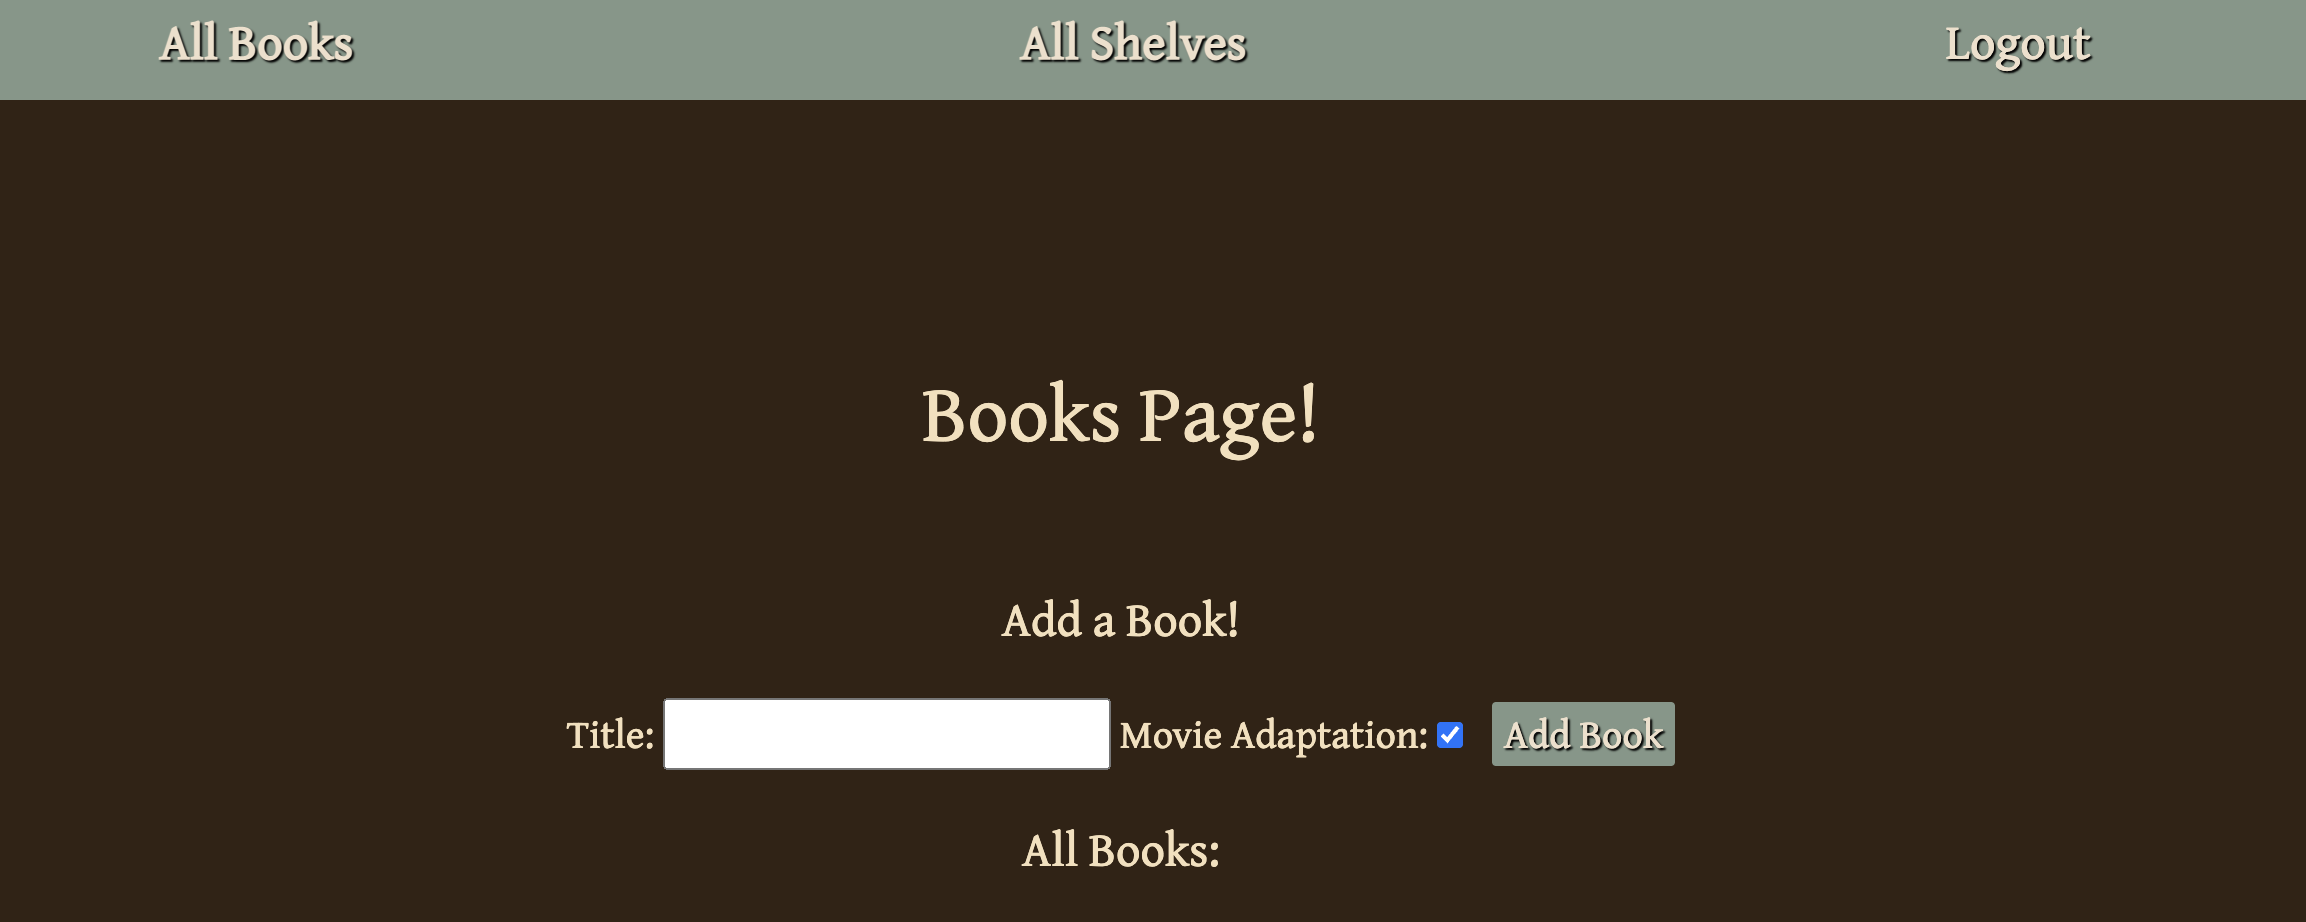 All Books All Shelves Logout
Books Page!
Add a Book!
Title: Movie Adaptation: Add Book
All Books: